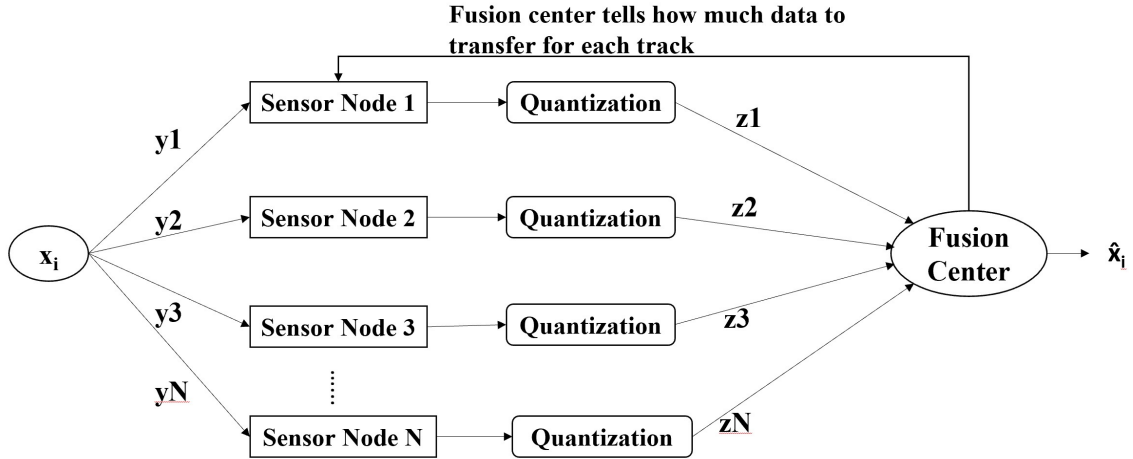 Fusion center tells how much data to
transfer for each track
Sensor Node 1
Quantization
y1
z1
Sensor Node 2
Quantization
y2
z2
xᵢ
Fusion
Center
x̂ᵢ
y3
Sensor Node 3
Quantization
z3
......
yN
Sensor Node N
Quantization
zN